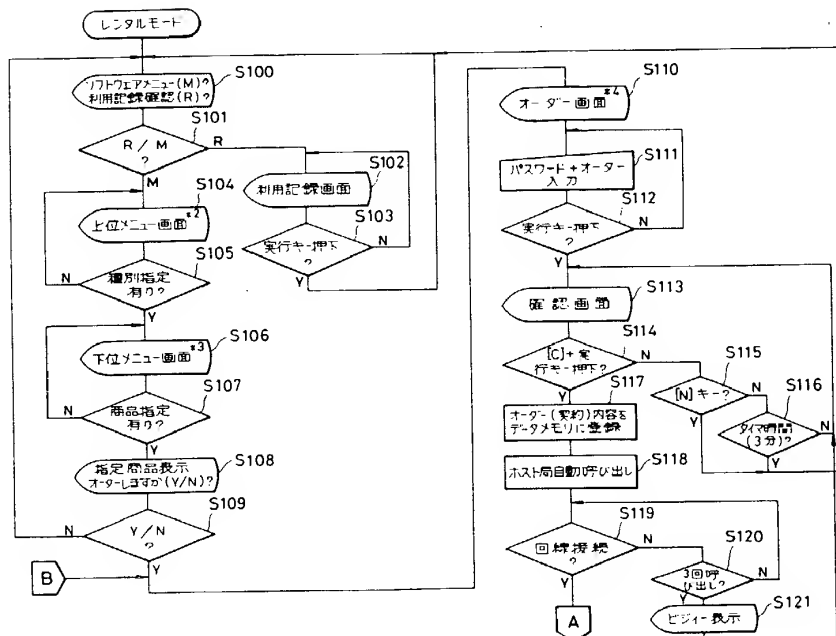 レンタルモード
ソフトウェアメニュー(M)?
利用記録確認(R)?
S100
R/M
?
S101
R
M
利用記録画面
S102
実行キー押下
?
S103
N
Y
上位メニュー画面*2
S104
種別指定
有り?
S105
N
Y
下位メニュー画面*3
S106
商品指定
有り?
S107
N
Y
指定商品表示
オーダーしますか(Y/N)?
S108
Y/N
?
S109
N
Y
B
オーダー画面*4
S110
パスワード+オーダー
入力
S111
実行キー押下
?
S112
N
Y
確認画面
S113
[C]+実
行キー押下?
S114
N
Y
[N]キー?
S115
N
Y
タイマ時間
(3分)?
S116
N
Y
オーダー(契約)内容を
データメモリに登録
S117
ホスト局自動呼び出し
S118
回線接続
?
S119
N
Y
3回呼
び出し?
S120
N
Y
ビジィー表示
S121
A